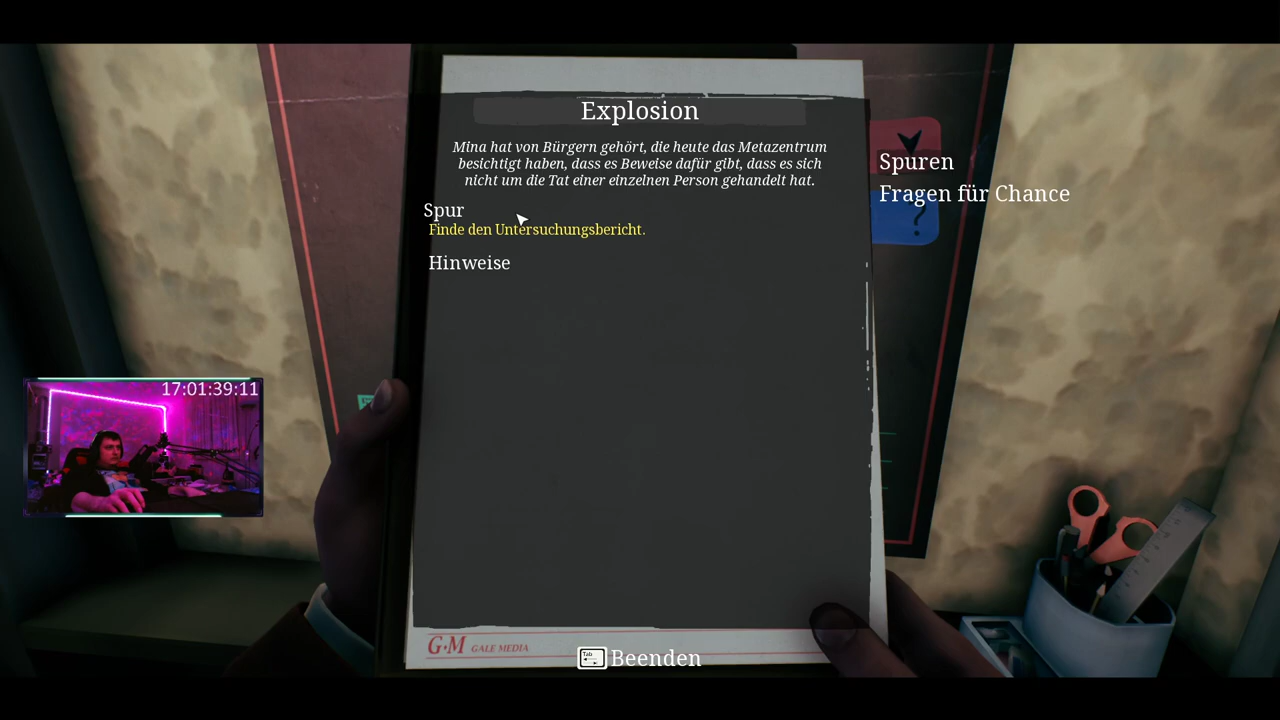 Explosion
Mina hat von Bürgern gehört, die heute das Metazentrum
besichtigt haben, dass es Beweise dafür gibt, dass es sich
nicht um die Tat einer einzelnen Person gehandelt hat.
Spur
Finde den Untersuchungsbericht.
Hinweise
Spuren
Fragen für Chance
?
17:01:39:11
G·M GALE MEDIA
Tab
Beenden